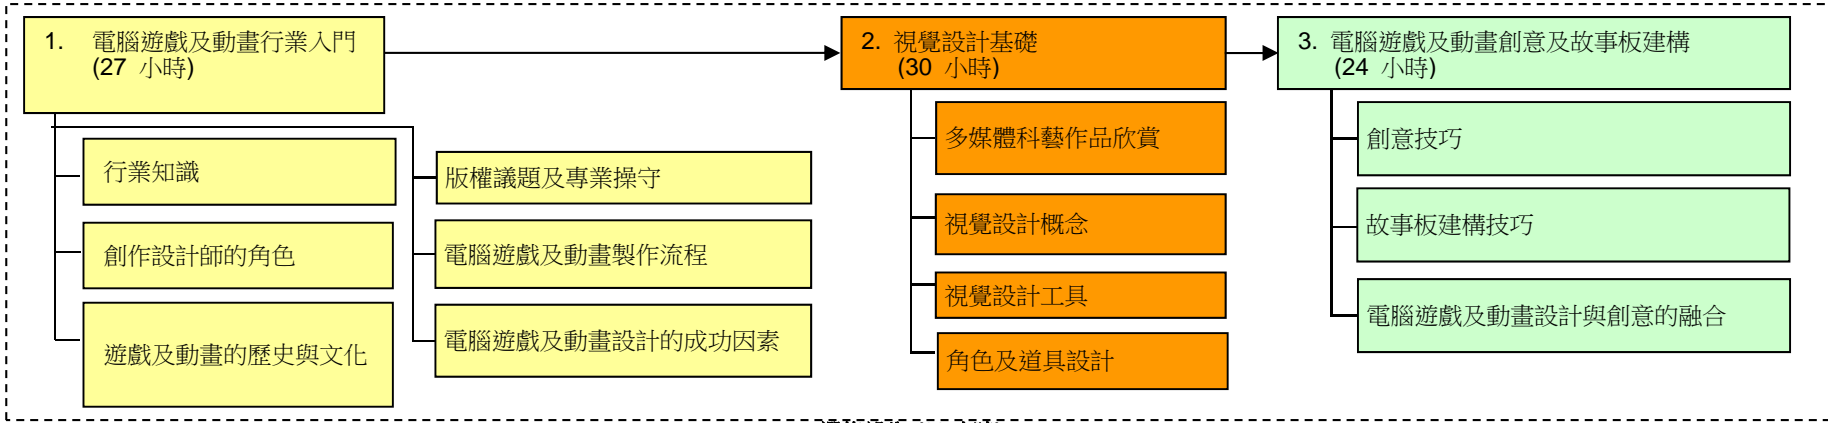 1. 電腦遊戲及動畫行業入門
(27 小時)
行業知識
創作設計師的角色
遊戲及動畫的歷史與文化
版權議題及專業操守
電腦遊戲及動畫製作流程
電腦遊戲及動畫設計的成功因素
2. 視覺設計基礎
(30 小時)
多媒體科藝作品欣賞
視覺設計概念
視覺設計工具
角色及道具設計
3. 電腦遊戲及動畫創意及故事板建構
(24 小時)
創意技巧
故事板建構技巧
電腦遊戲及動畫設計與創意的融合